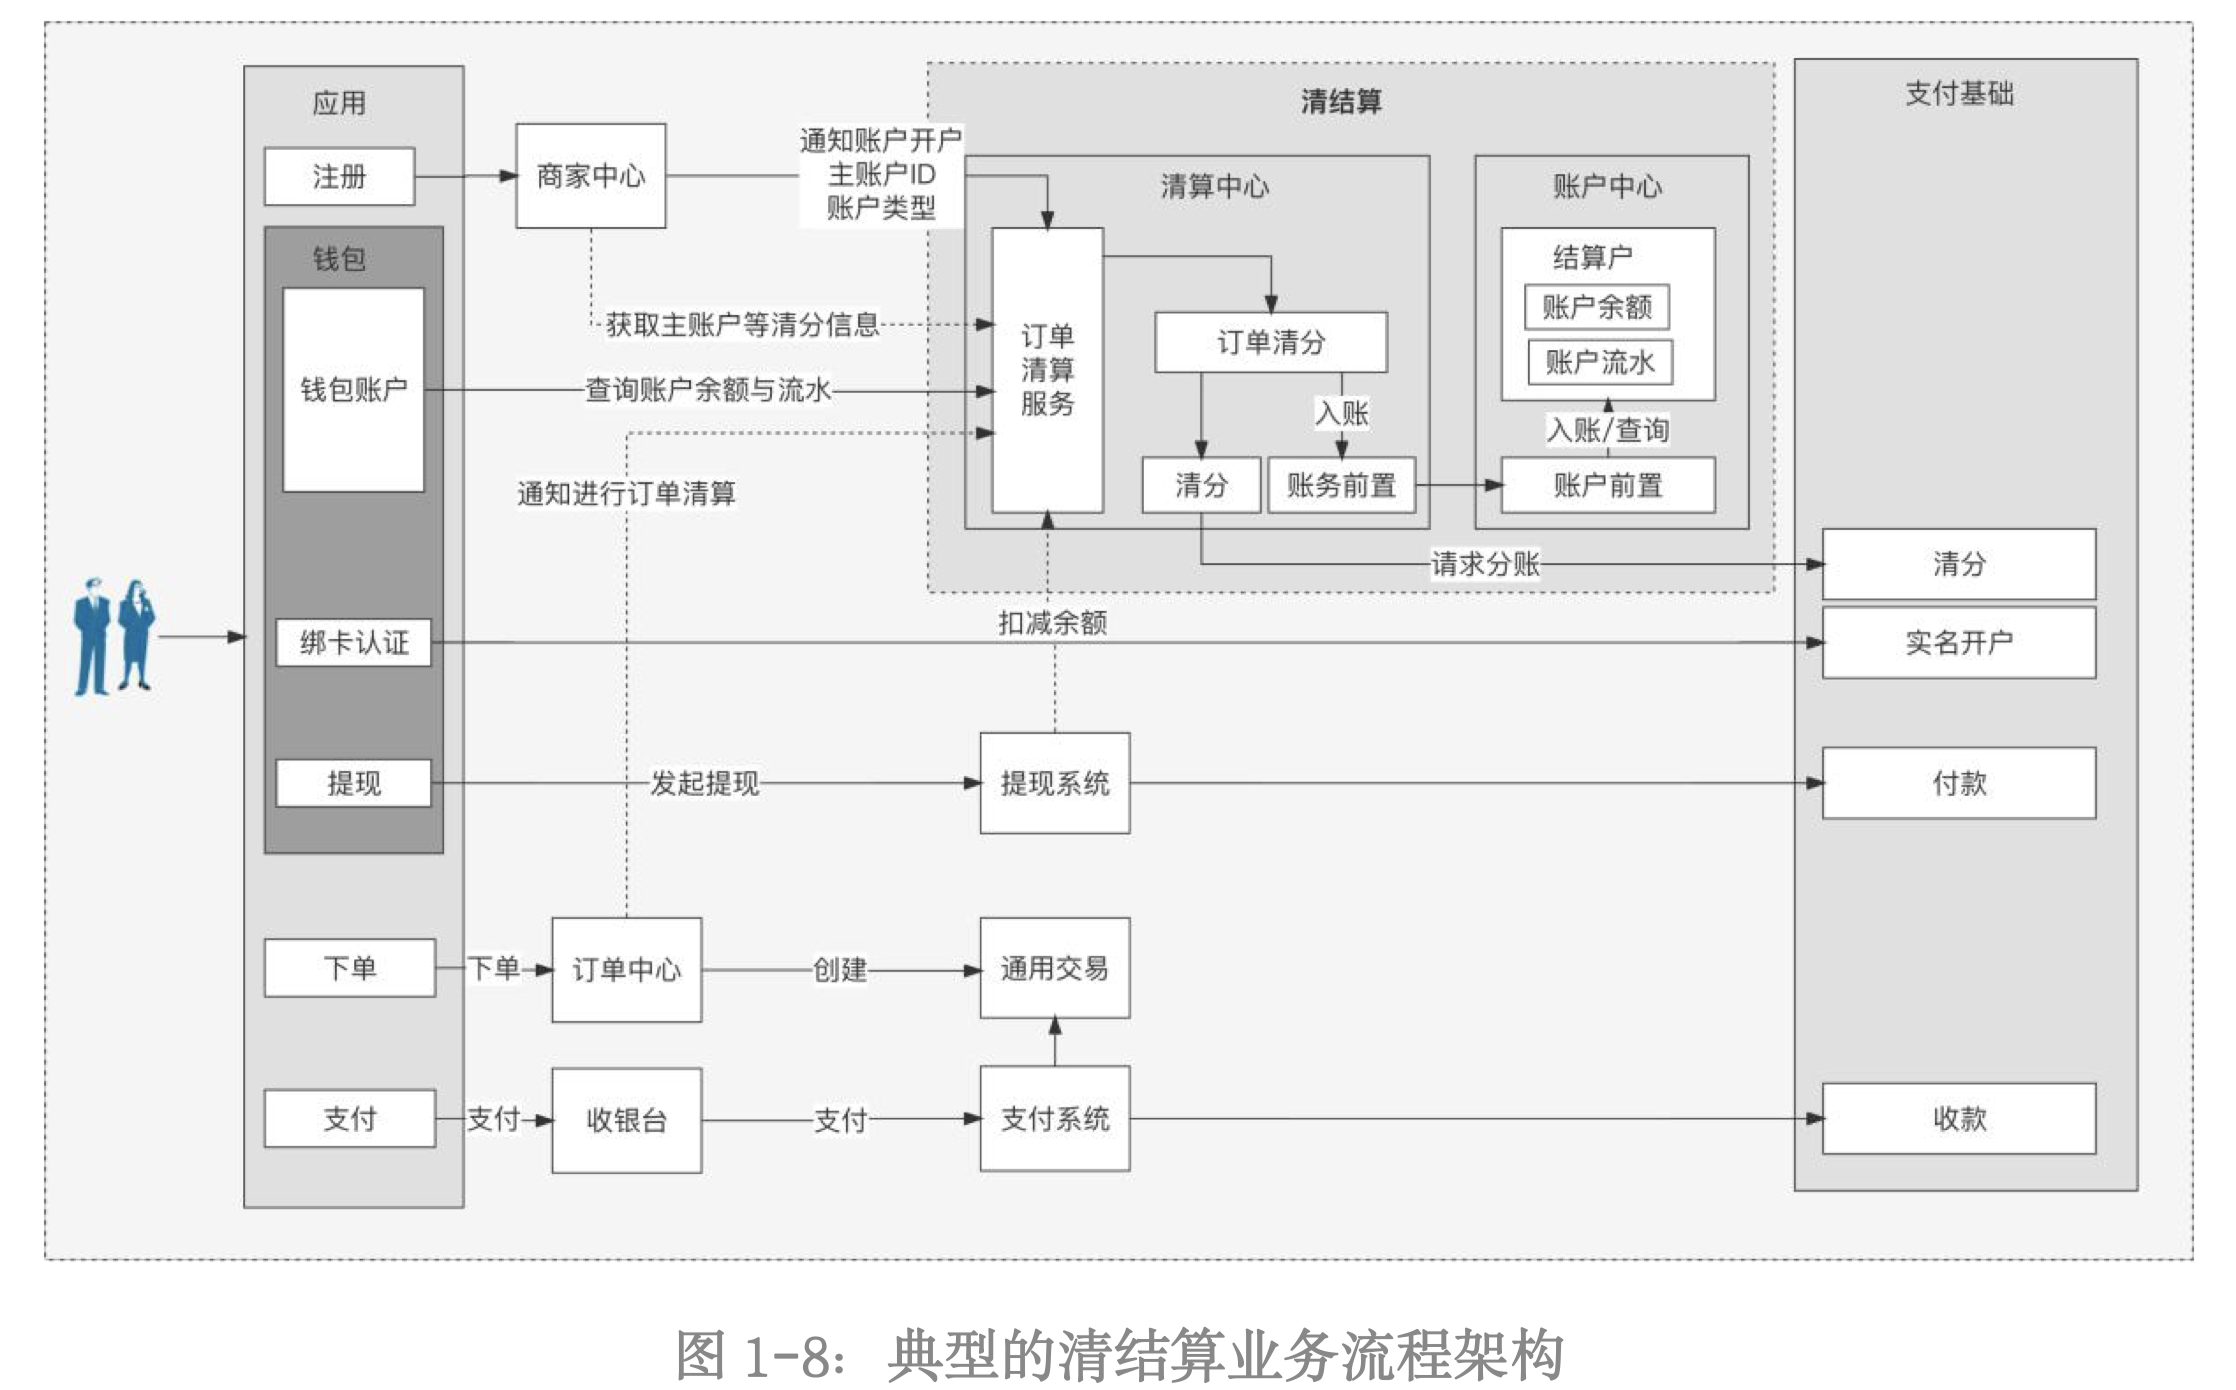 应用
注册
商家中心
通知账户开户
主账户ID
账户类型
清结算
清算中心
账户中心
支付基础
钱包
钱包账户
获取主账户等清分信息
查询账户余额与流水
通知进行订单清算
订单
清算
服务
订单清分
入账
清分
账务前置
结算户
账户余额
账户流水
入账/查询
账户前置
请求分账
清分
扣减余额
绑卡认证
实名开户
提现
发起提现
提现系统
付款
下单
下单
订单中心
创建
通用交易
支付
支付
收银台
支付
支付系统
收款
图 1-8：典型的清结算业务流程架构